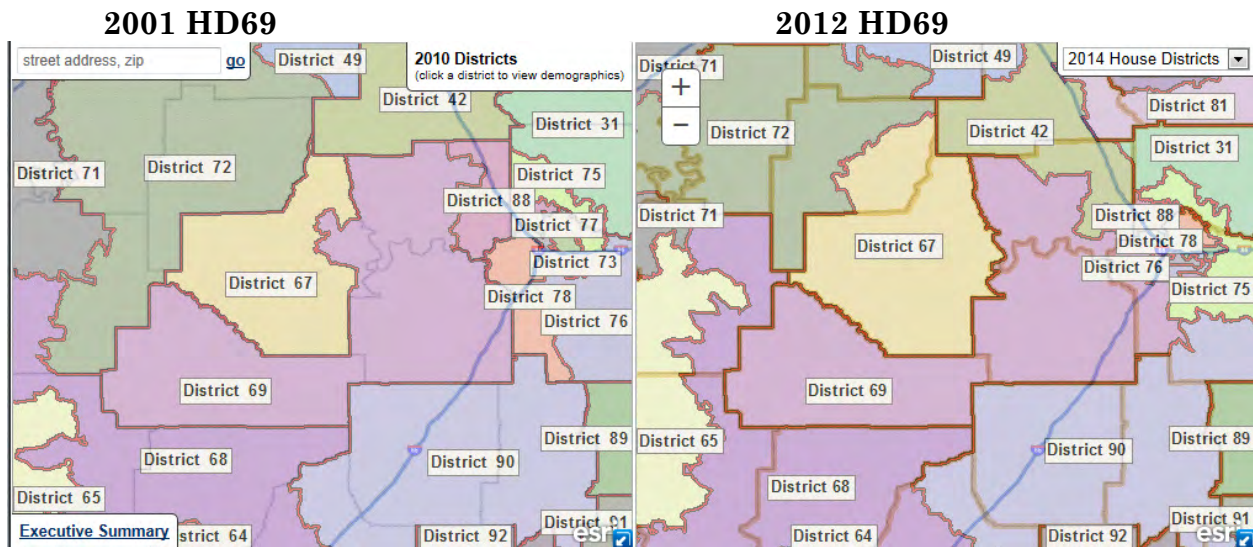 2001 HD69
2012 HD69
street address, zip
go
District 49
2010 Districts
(click a district to view demographics)
District 42
District 31
District 71
District 72
District 75
District 88
District 77
District 67
District 73
District 78
District 76
District 69
District 68
District 90
District 89
District 65
Executive Summary
strict 64
District 92
District 91
esri
District 71
District 49
2014 House Districts
+
−
District 81
District 72
District 42
District 31
District 71
District 88
District 67
District 78
District 76
District 75
District 69
District 65
District 89
District 90
District 68
District 91
District 64
District 92
esri